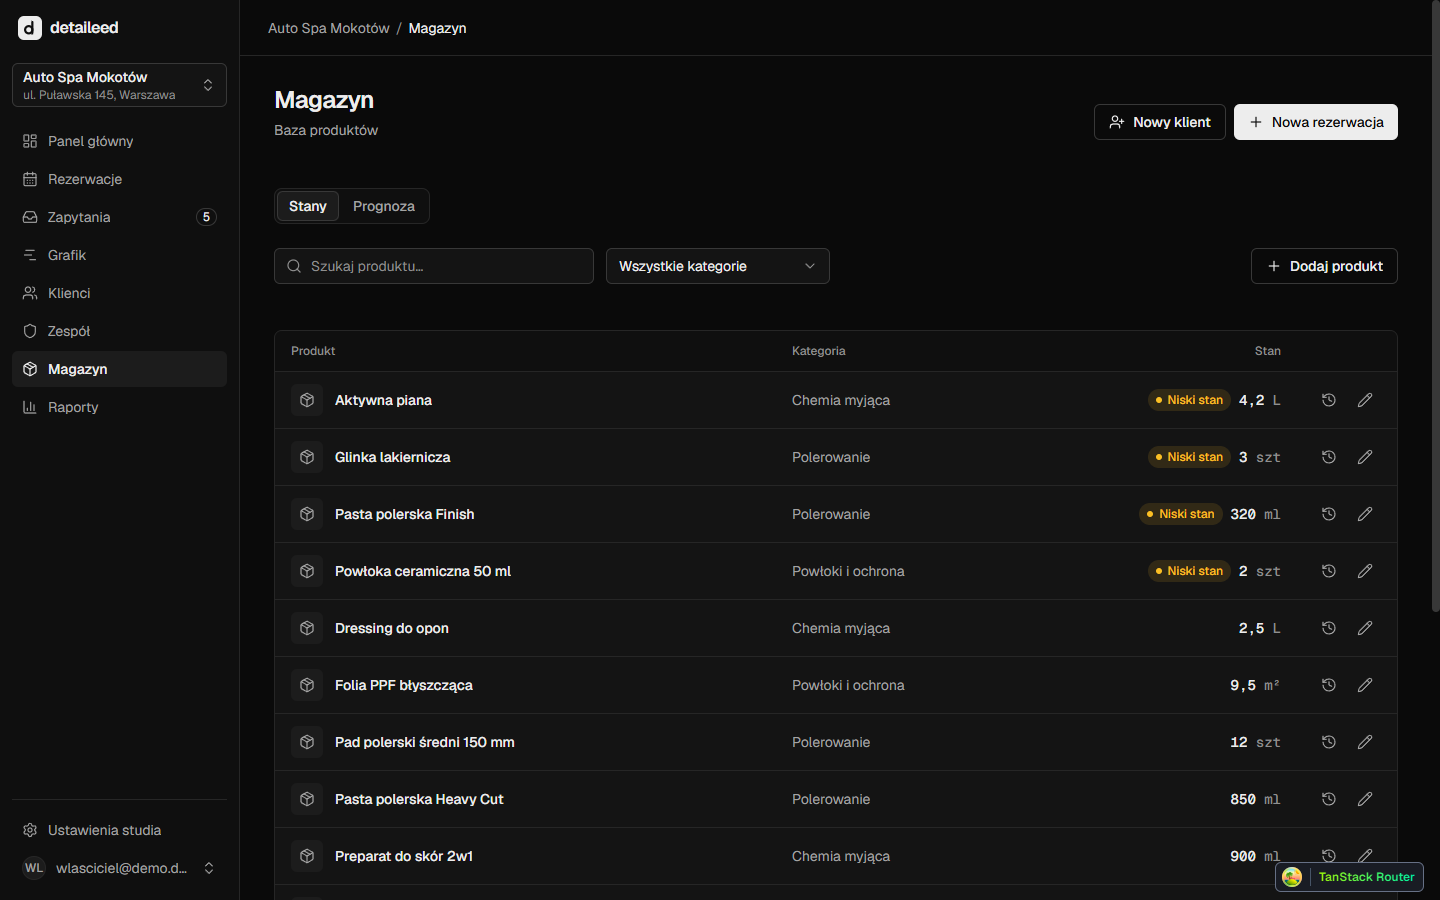 detaileed
Auto Spa Mokotów
ul. Puławska 145, Warszawa
Panel główny
Rezerwacje
Zapytania 5
Grafik
Klienci
Zespół
Magazyn
Raporty
Ustawienia studia
WL wlasciciel@demo.d...
Auto Spa Mokotów / Magazyn
Magazyn
Baza produktów
Nowy klient
Nowa rezerwacja
Stany Prognoza
Szukaj produktu...
Wszystkie kategorie
Dodaj produkt
Produkt Kategoria Stan
Aktywna piana Chemia myjąca Niski stan 4,2 L
Glinka lakiernicza Polerowanie Niski stan 3 szt
Pasta polerska Finish Polerowanie Niski stan 320 ml
Powłoka ceramiczna 50 ml Powłoki i ochrona Niski stan 2 szt
Dressing do opon Chemia myjąca 2,5 L
Folia PPF błyszcząca Powłoki i ochrona 9,5 m²
Pad polerski średni 150 mm Polerowanie 12 szt
Pasta polerska Heavy Cut Polerowanie 850 ml
Preparat do skór 2w1 Chemia myjąca 900 ml
TanStack Router